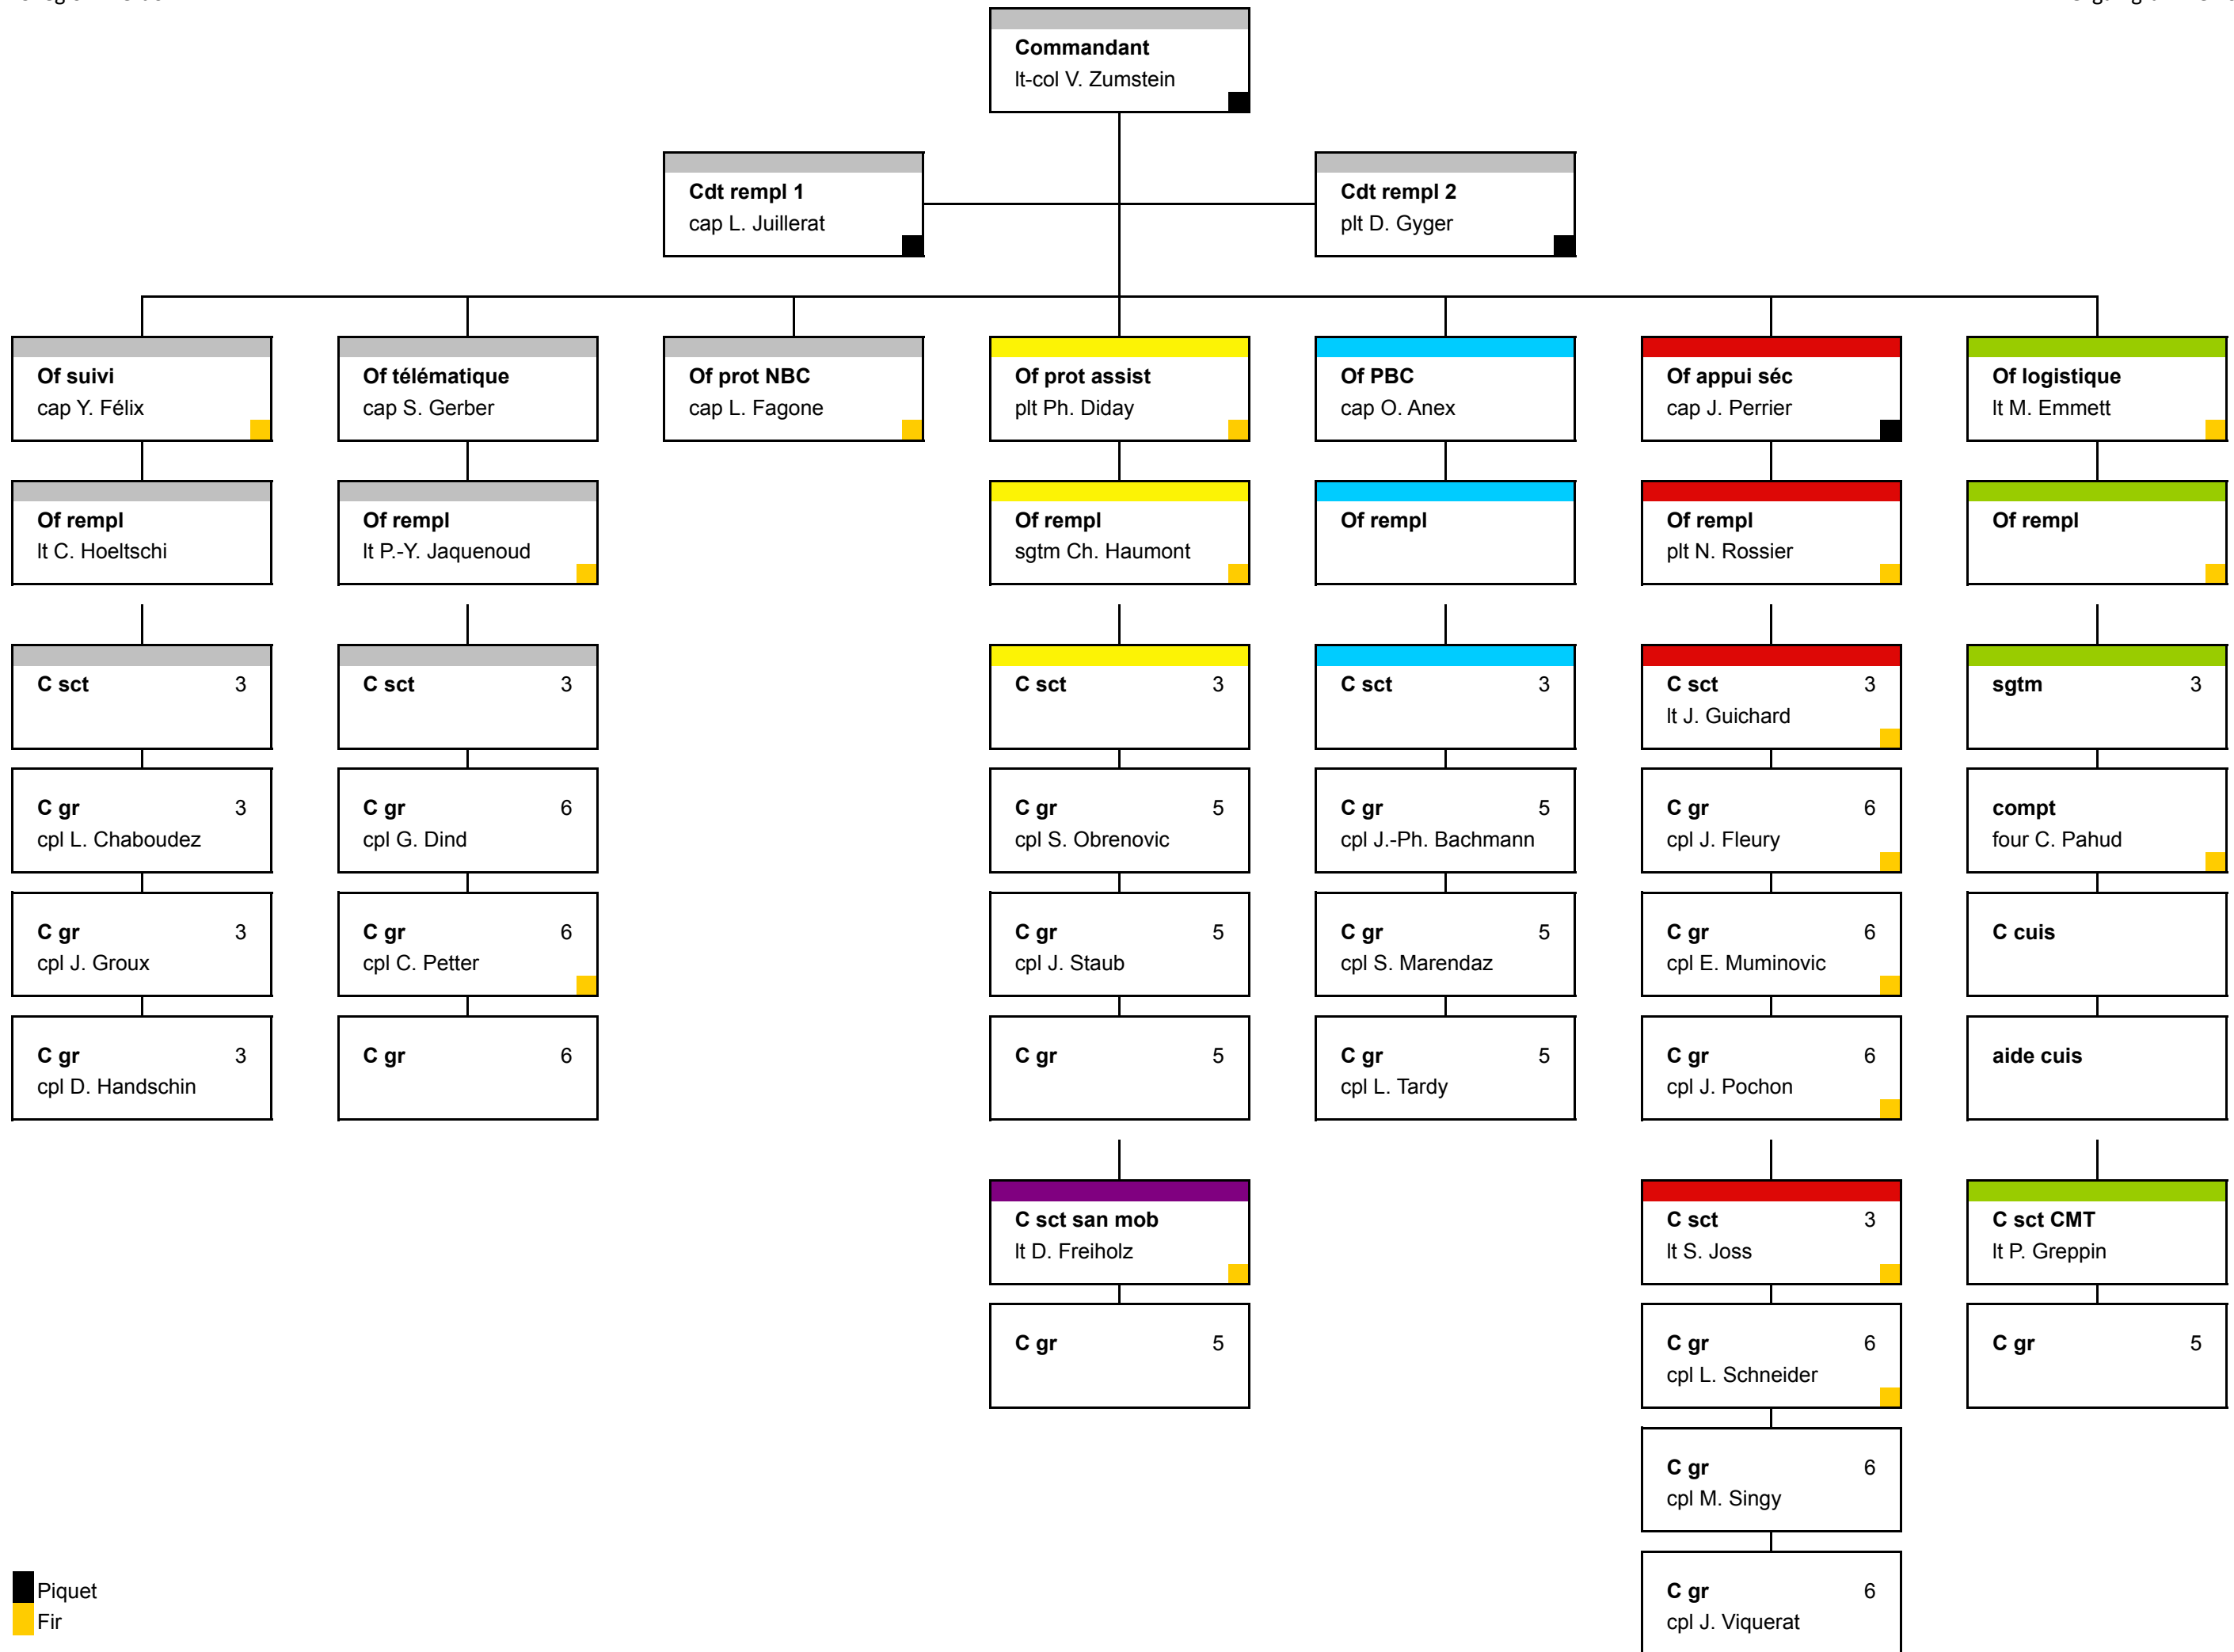 Commandant
lt-col V. Zumstein
Cdt rempl 1
cap L. Juillerat
Cdt rempl 2
plt D. Gyger
Of suivi
cap Y. Félix
Of télématique
cap S. Gerber
Of prot NBC
cap L. Fagone
Of prot assist
plt Ph. Diday
Of PBC
cap O. Anex
Of appui séc
cap J. Perrier
Of logistique
lt M. Emmett
Of rempl
lt C. Hoeltschi
Of rempl
lt P.-Y. Jaquenoud
Of rempl
sgtm Ch. Haumont
Of rempl
Of rempl
plt N. Rossier
Of rempl
C sct 3
C sct 3
C sct 3
C sct 3
C sct 3
lt J. Guichard
sgtm 3
C gr 3
cpl L. Chaboudez
C gr 6
cpl G. Dind
C gr 5
cpl S. Obrenovic
C gr 5
cpl J.-Ph. Bachmann
C gr 6
cpl J. Fleury
compt
four C. Pahud
C gr 3
cpl J. Groux
C gr 6
cpl C. Petter
C gr 5
cpl J. Staub
C gr 5
cpl S. Marendaz
C gr 6
cpl E. Muminovic
C cuis
C gr 3
cpl D. Handschin
C gr 6
C gr 5
C gr 5
cpl L. Tardy
C gr 6
cpl J. Pochon
aide cuis
C sct san mob
lt D. Freiholz
C sct 3
lt S. Joss
C sct CMT
lt P. Greppin
C gr 5
C gr 6
cpl L. Schneider
C gr 5
C gr 6
cpl M. Singy
C gr 6
cpl J. Viquerat
Piquet
Fir